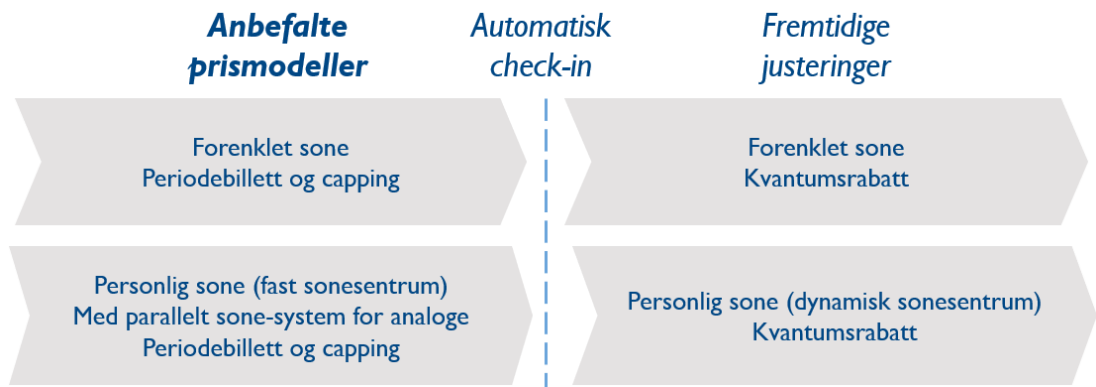 Anbefalte
prismodeller
Automatisk
check-in
Fremtidige
justeringer
Forenklet sone
Periodebillett og capping
Forenklet sone
Kvantumsrabatt
Personlig sone (fast sonesentrum)
Med parallelt sone-system for analoge
Periodebillett og capping
Personlig sone (dynamisk sonesentrum)
Kvantumsrabatt